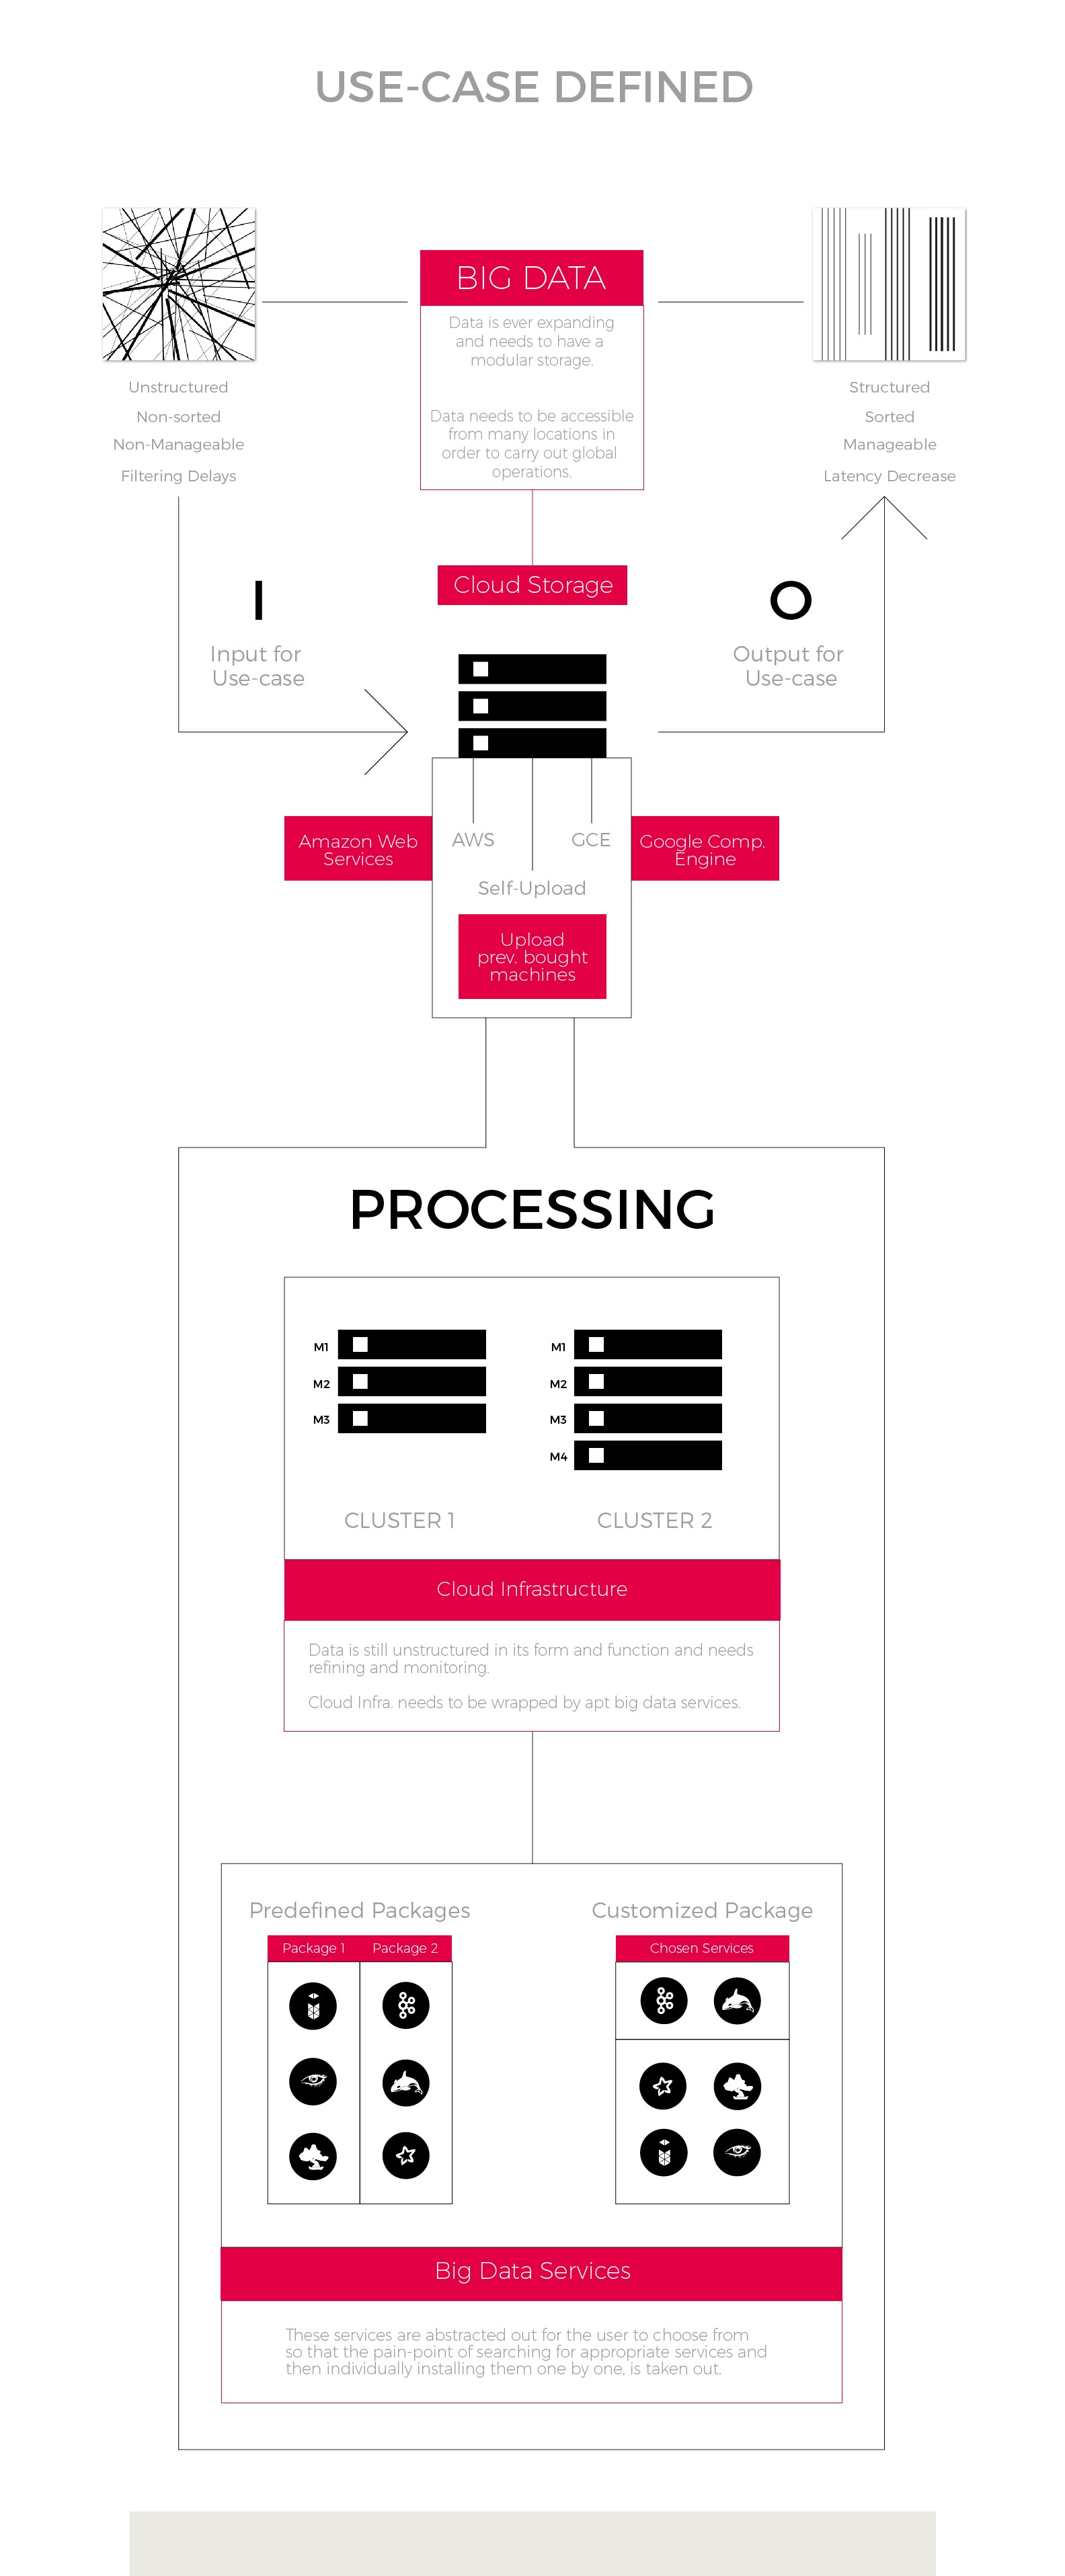 USE-CASE DEFINED
BIG DATA
Data is ever expanding
and needs to have a
modular storage.
Data needs to be accessible
from many locations in
order to carry out global
operations.
Unstructured
Non-sorted
Non-Manageable
Filtering Delays
Structured
Sorted
Manageable
Latency Decrease
I
Input for
Use-case
Cloud Storage
O
Output for
Use-case
Amazon Web
Services
AWS
GCE
Google Comp.
Engine
Self-Upload
Upload
prev. bought
machines
PROCESSING
M1
M2
M3
CLUSTER 1
M1
M2
M3
M4
CLUSTER 2
Cloud Infrastructure
Data is still unstructured in its form and function and needs
refining and monitoring.
Cloud Infra. needs to be wrapped by apt big data services.
Predefined Packages
Package 1
Package 2
Customized Package
Chosen Services
Big Data Services
These services are abstracted out for the user to choose from
so that the pain-point of searching for appropriate services and
then individually installing them one by one, is taken out.